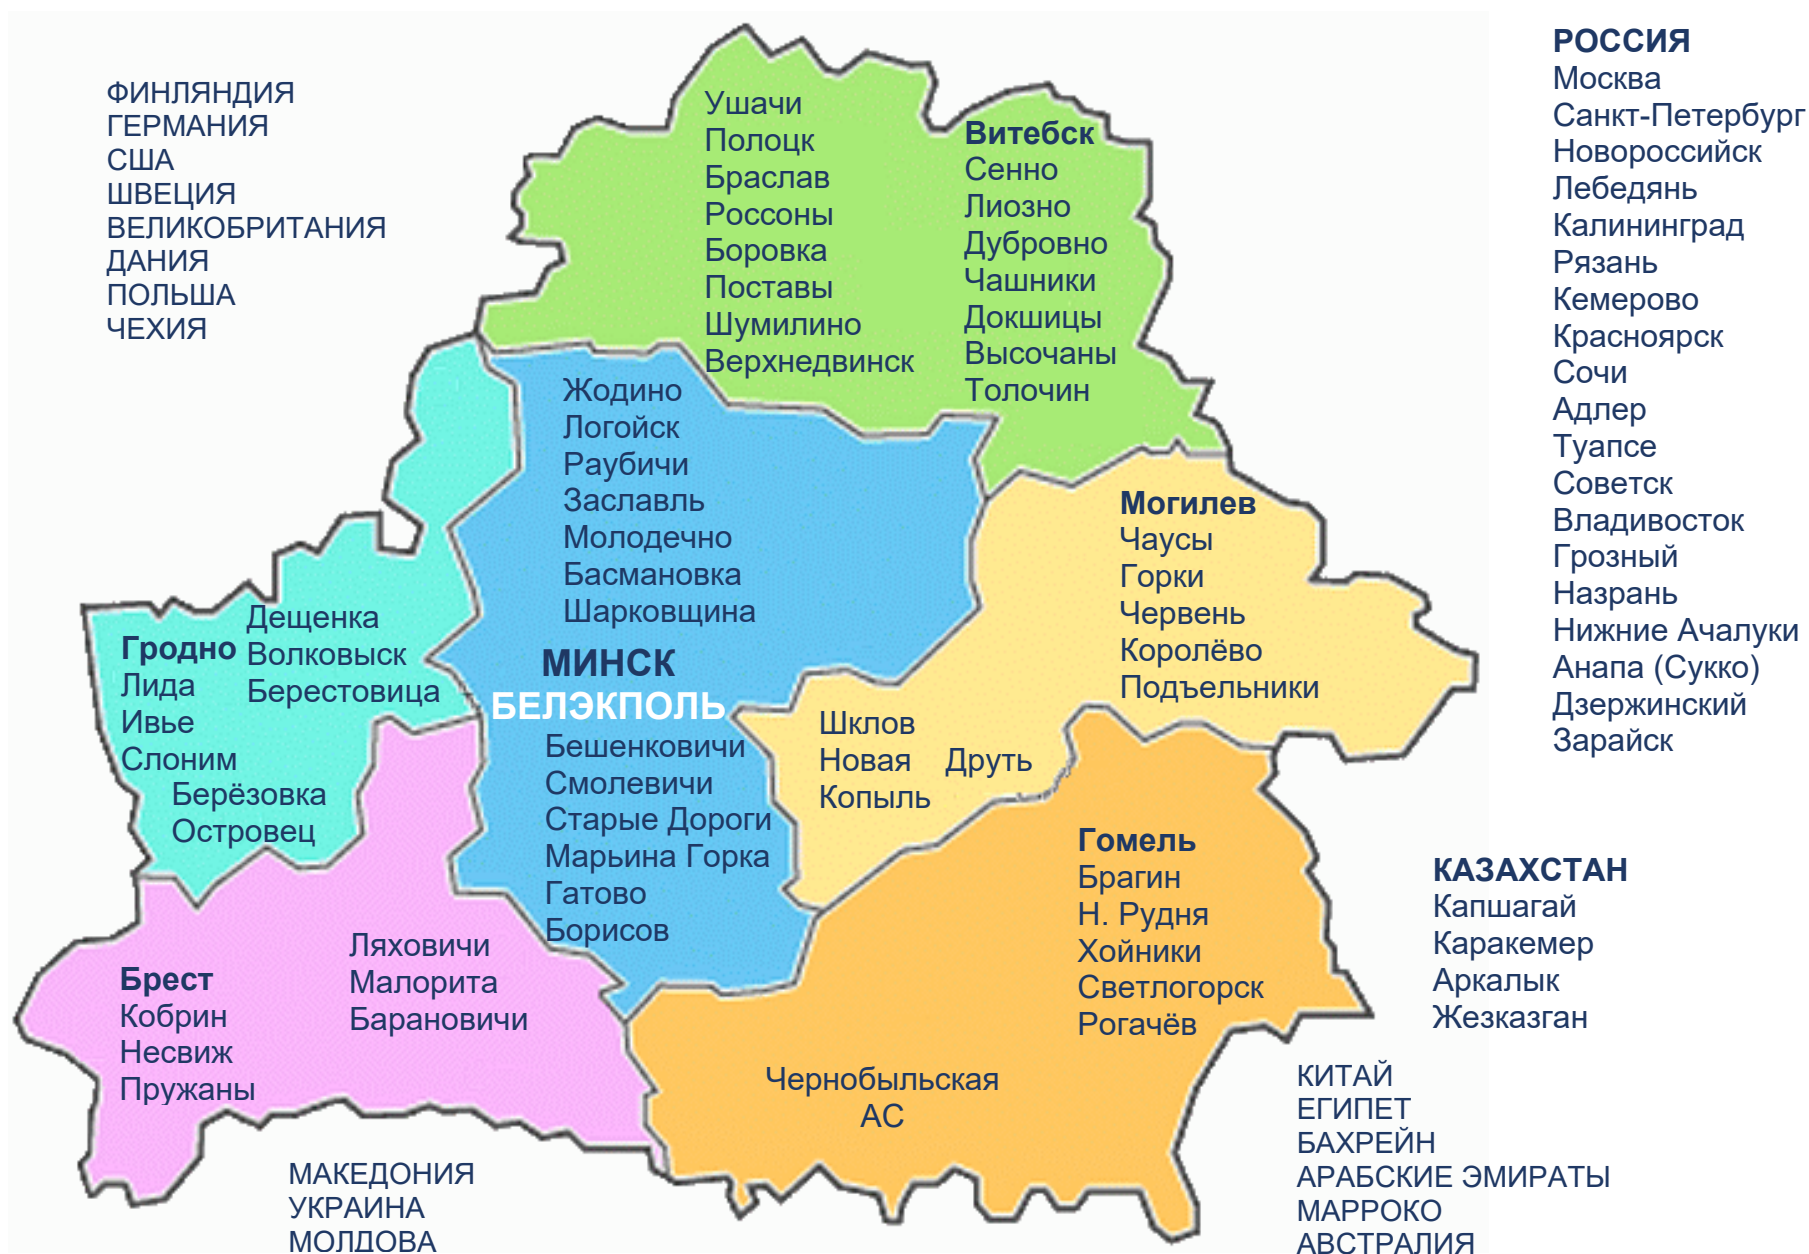 ФИНЛЯНДИЯ
ГЕРМАНИЯ
США
ШВЕЦИЯ
ВЕЛИКОБРИТАНИЯ
ДАНИЯ
ПОЛЬША
ЧЕХИЯ
Ушачи
Полоцк
Браслав
Россоны
Боровка
Поставы
Шумилино
Верхнедвинск
Витебск
Сенно
Лиозно
Дубровно
Чашники
Докшицы
Высочаны
Толочин
РОССИЯ
Москва
Санкт-Петербург
Новороссийск
Лебедянь
Калининград
Рязань
Кемерово
Красноярск
Сочи
Адлер
Туапсе
Советск
Владивосток
Грозный
Назрань
Нижние Ачалуки
Анапа (Сукко)
Дзержинский
Зарайск
Жодино
Логойск
Раубичи
Заславль
Молодечно
Басмановка
Шарковщина
МИНСК
БЕЛЭКПОЛЬ
Бешенковичи
Смолевичи
Старые Дороги
Марьина Горка
Гатово
Борисов
Могилев
Чаусы
Горки
Червень
Королёво
Подъельники
Шклов
Новая Друть
Копыль
Дещенка
Волковыск
Берестовица
Гродно
Лида
Ивье
Слоним
Берёзовка
Островец
Брест
Кобрин
Несвиж
Пружаны
Ляховичи
Малорита
Барановичи
Гомель
Брагин
Н. Рудня
Хойники
Светлогорск
Рогачёв
Чернобыльская
АС
КАЗАХСТАН
Капшагай
Каракемер
Аркалык
Жезказган
МАКЕДОНИЯ
УКРАИНА
МОЛДОВА
КИТАЙ
ЕГИПЕТ
БАХРЕЙН
АРАБСКИЕ ЭМИРАТЫ
МАРРОКО
АВСТРАЛИЯ